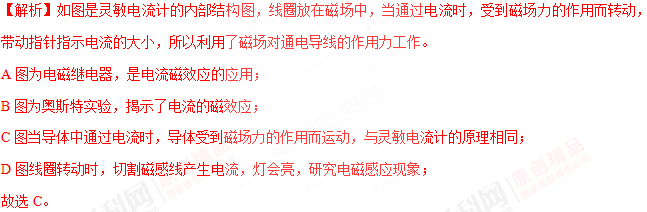 【解析】如图是灵敏电流计的内部结构图，线圈放在磁场中，当通过电流时，受到磁场力的作用而转动，
带动指针指示电流的大小，所以利用了磁场对通电导线的作用力工作。
A 图为电磁继电器，是电流磁效应的应用；
B 图为奥斯特实验，揭示了电流的磁效应；
C 图当导体中通过电流时，导体受到磁场力的作用而运动，与灵敏电流计的原理相同；
D 图线圈转动时，切割磁感线产生电流，灯会亮，研究电磁感应现象；
故选 C。
原创精品